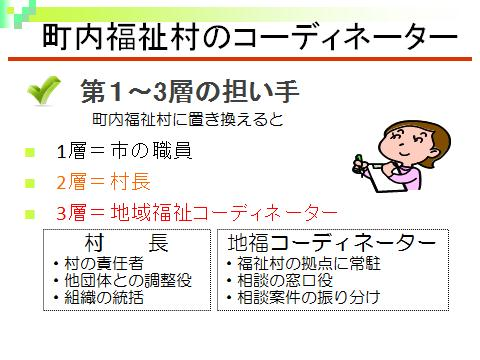 町内福祉村のコーディネーター
第1～3層の担い手
町内福祉村に置き換えると
1層＝市の職員
2層＝村長
3層＝地域福祉コーディネーター
村　　長
・村の責任者
・他団体との調整役
・組織の統括
地福コーディネーター
・福祉村の拠点に常駐
・相談の窓口役
・相談案件の振り分け